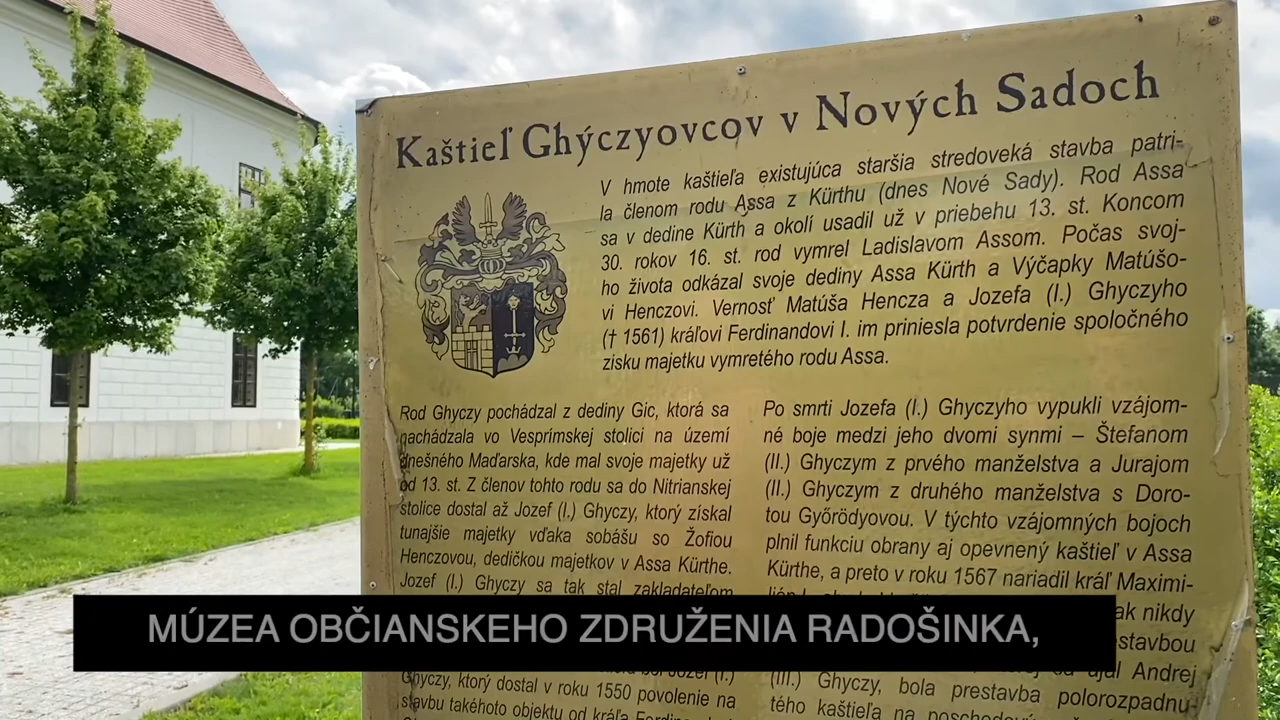 Kaštieľ Ghýczyovcov v Nových Sadoch
V hmote kaštieľa existujúca staršia stredoveká stavba patri-
la členom rodu Assa z Kürthu (dnes Nové Sady). Rod Assa
sa v dedine Kürth a okolí usadil už v priebehu 13. st. Koncom
30. rokov 16. st. rod vymrel Ladislavom Assom. Počas svoj-
ho života odkázal svoje dediny Assa Kürth a Výčapky Matúšo-
vi Henczovi. Vernosť Matúša Hencza a Jozefa (I.) Ghyczyho
(† 1561) kráľovi Ferdinandovi I. im priniesla potvrdenie spoločného
zisku majetku vymretého rodu Assa.
Rod Ghyczy pochádzal z dediny Gic, ktorá sa
nachádzala vo Vesprímskej stolici na území
dnešného Maďarska, kde mal svoje majetky už
od 13. st. Z členov tohto rodu sa do Nitrianskej
stolice dostal až Jozef (I.) Ghyczy, ktorý získal
tunajšie majetky vďaka sobášu so Žofiou
Henczovou, dedičkou majetkov v Assa Kürthe.
Jozef (I.) Ghyczy sa tak stal zakladateľom
Ghyczy, ktorý dostal v roku 1550 povolenie na
stavbu takéhoto objektu od kráľa
Po smrti Jozefa (I.) Ghyczyho vypukli vzájom-
né boje medzi jeho dvomi synmi – Štefanom
(II.) Ghyczym z prvého manželstva a Jurajom
(II.) Ghyczym z druhého manželstva s Doro-
tou Győrödyovou. V týchto vzájomných bojoch
plnil funkciu obrany aj opevnený kaštieľ v Assa
Kürthe, a preto v roku 1567 nariadil kráľ Maximi-
nikdy
Andrej
(III.) Ghyczy, bola prestavba polorozpadnu-
tého kaštieľa na poschodový
MÚZEA OBČIANSKEHO ZDRUŽENIA RADOŠINKA,